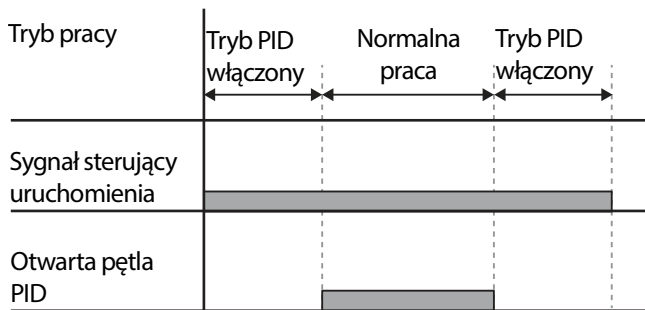 Tryb pracy
Tryb PID
włączony
Normalna
praca
Tryb PID
włączony
Sygnał sterujący
uruchomienia
Otwarta pętla
PID